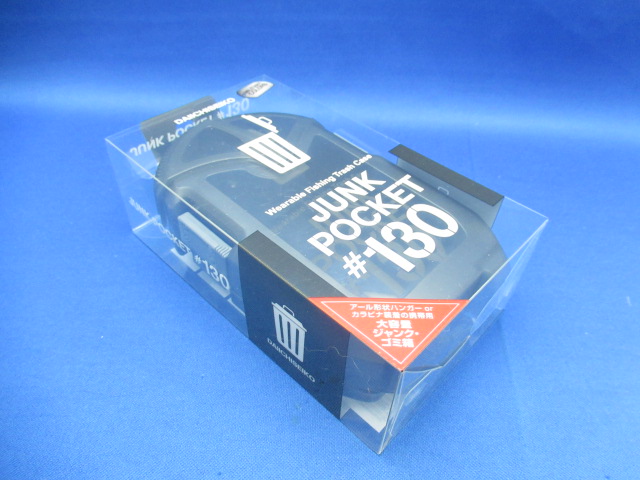 DAIICHISEIKO
JUNK POCKET #130
Wearable Fishing Trash Case
JUNK
POCKET
#-130
JUNK POCKET #130
DAIICHISEIKO
アール形状ハンガー or
カラビナ装着の携帯用
大容量
ジャンク・
ゴミ箱